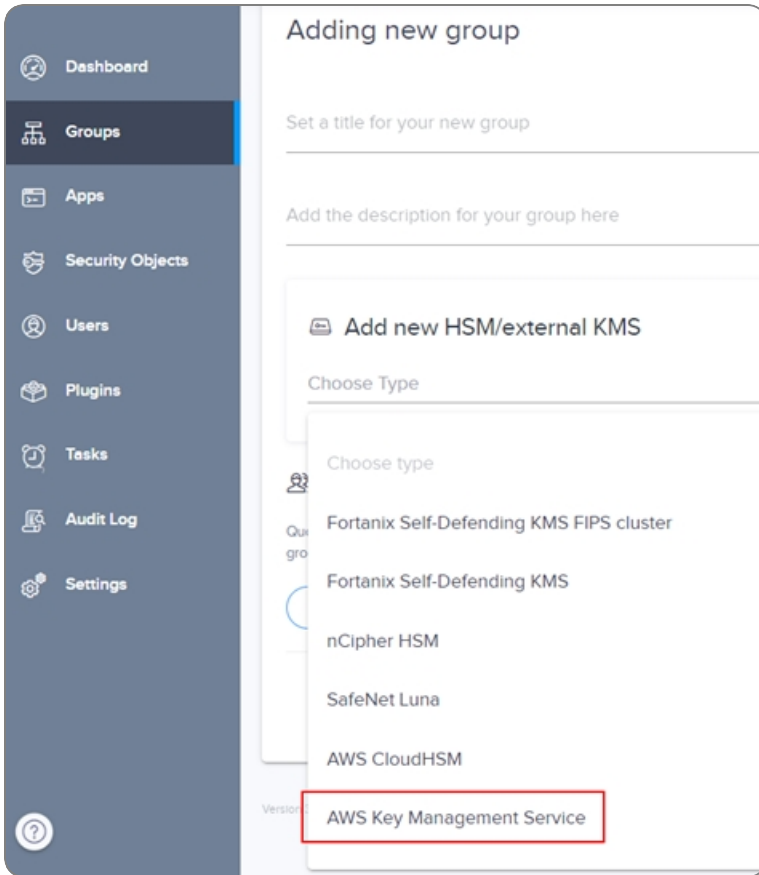 Dashboard
Groups
Apps
Security Objects
Users
Plugins
Tasks
Audit Log
Settings
Adding new group
Set a title for your new group
Add the description for your group here
Add new HSM/external KMS
Choose Type
Choose type
Fortanix Self-Defending KMS FIPS cluster
Fortanix Self-Defending KMS
nCipher HSM
SafeNet Luna
AWS CloudHSM
AWS Key Management Service
Version